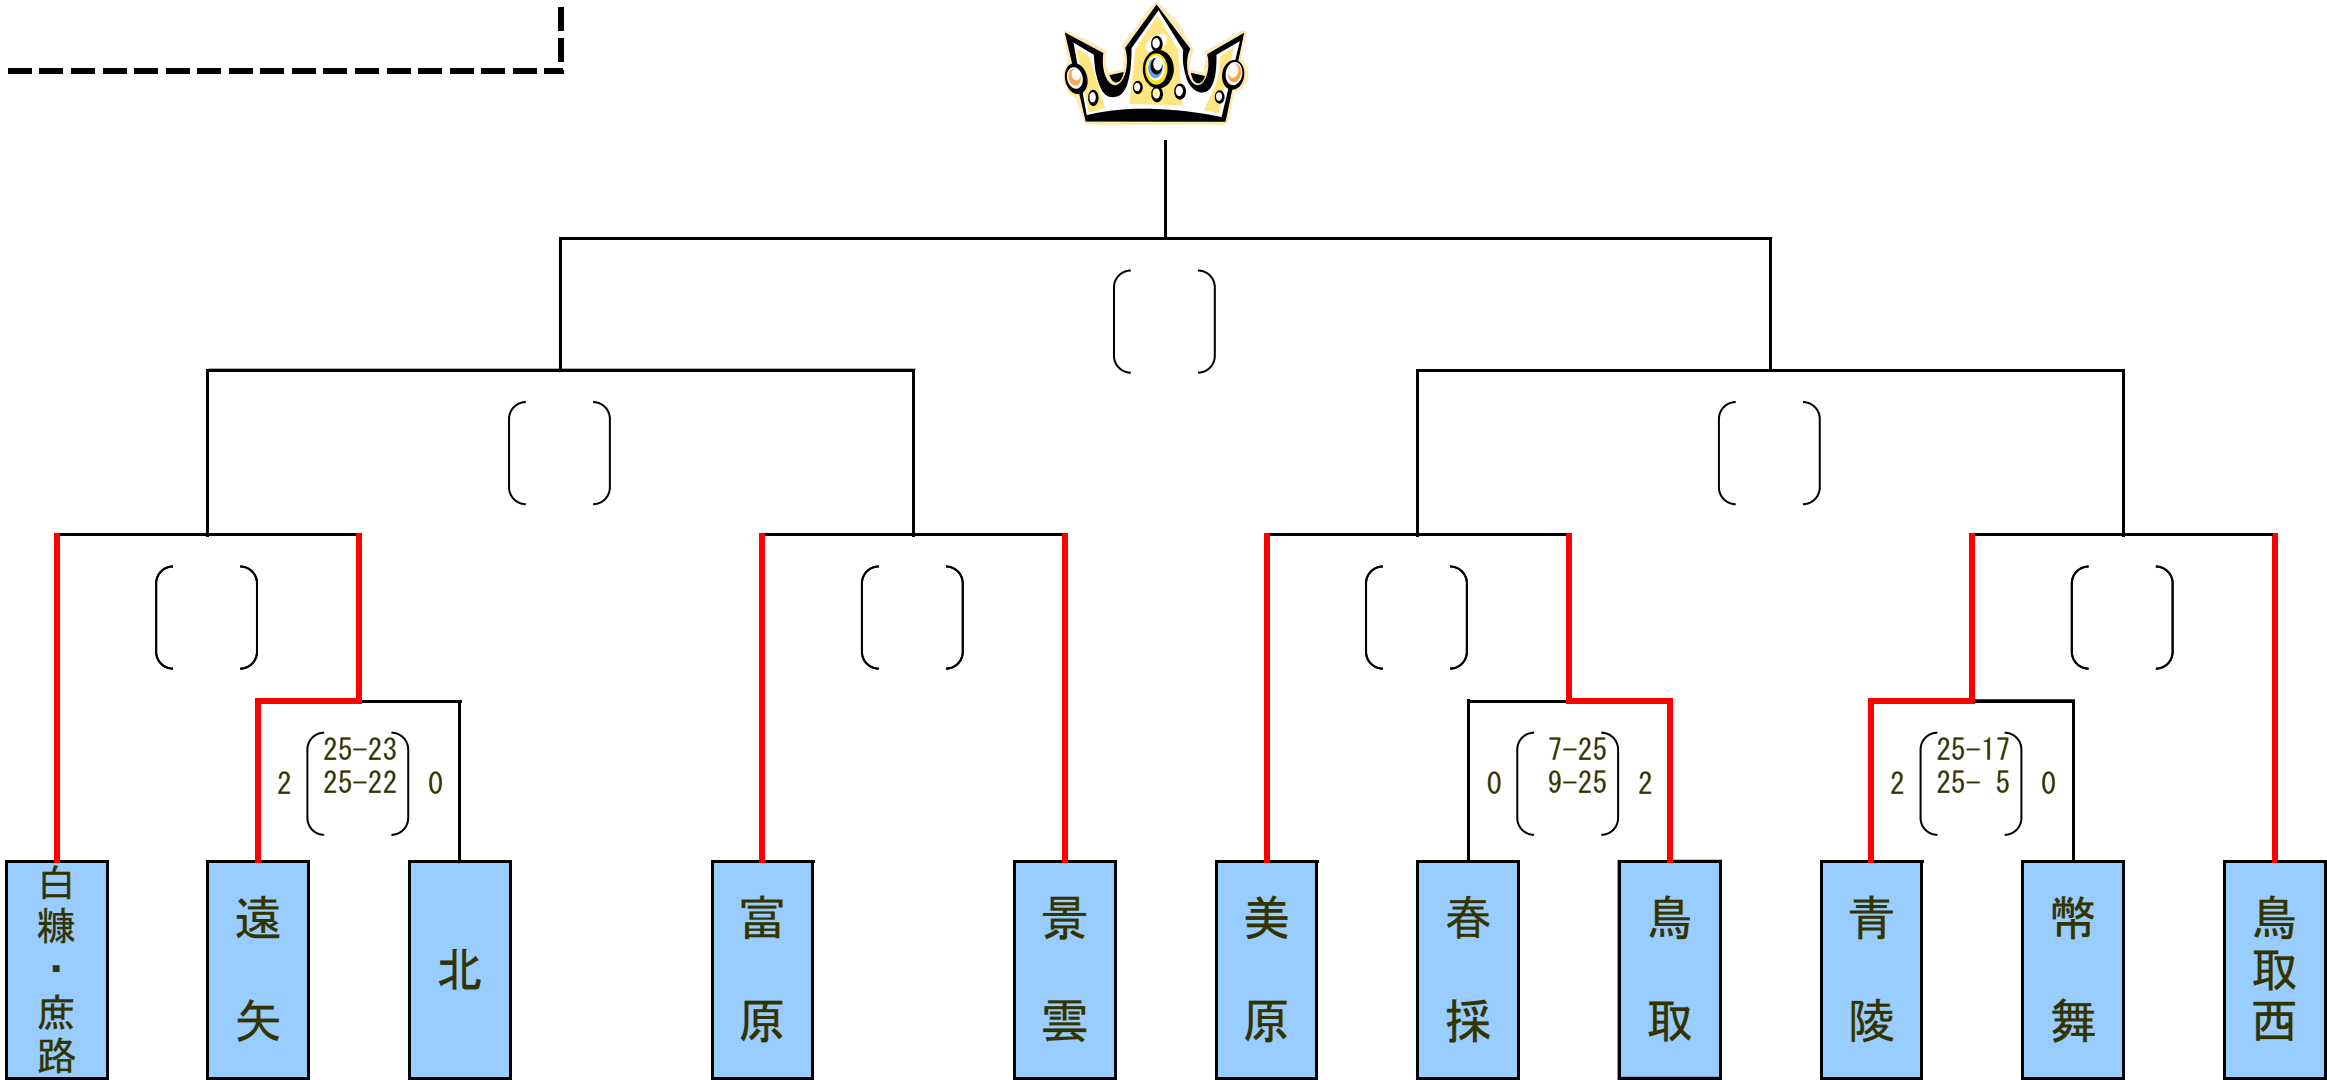 25-23
2 25-22 0
7-25
0 9-25 2
25-17
2 25- 5 0
白糠・庶路
遠矢
北
富原
景雲
美原
春採
鳥取
青陵
幣舞
鳥取西